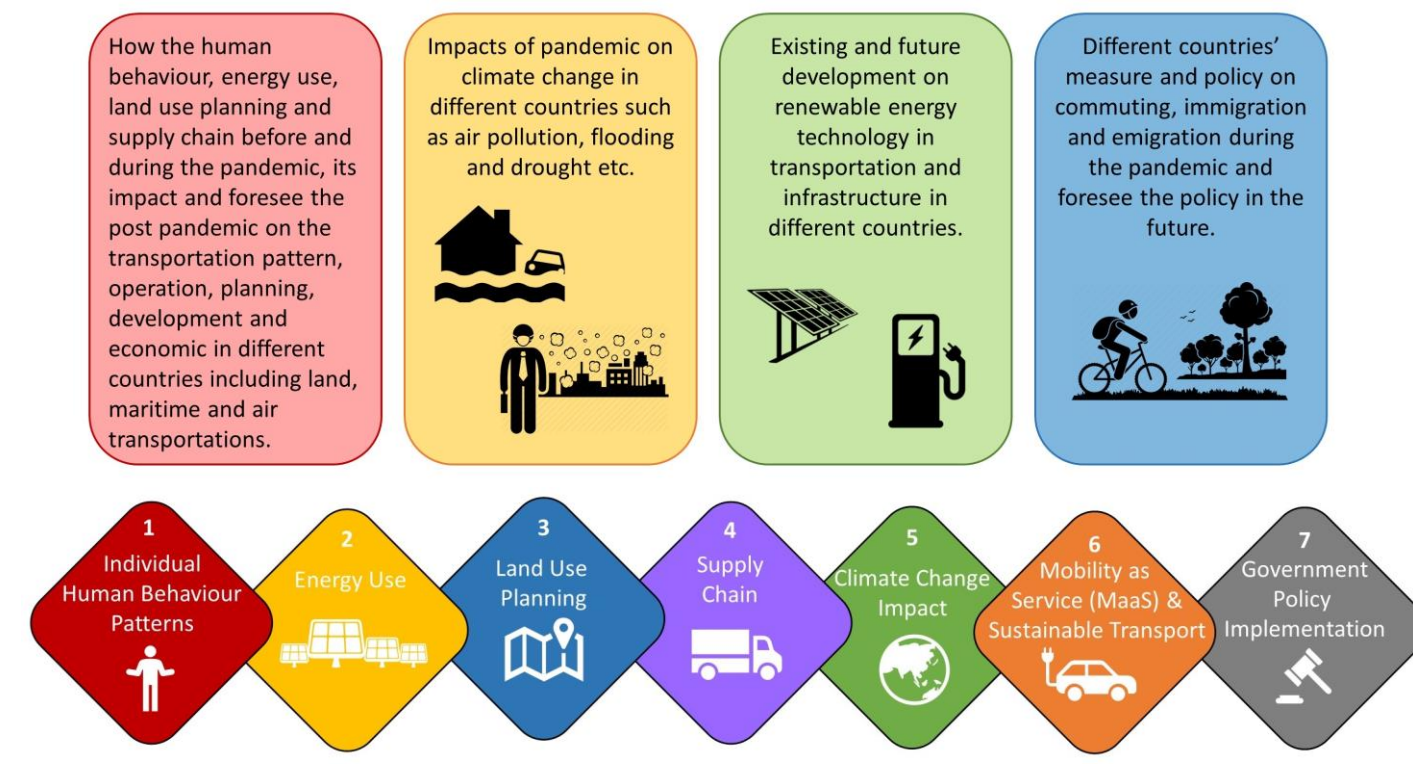 How the human
behaviour, energy use,
land use planning and
supply chain before and
during the pandemic, its
impact and foresee the
post pandemic on the
transportation pattern,
operation, planning,
development and
economic in different
countries including land,
maritime and air
transportations.
Impacts of pandemic on
climate change in
different countries such
as air pollution, flooding
and drought etc.
Existing and future
development on
renewable energy
technology in
transportation and
infrastructure in
different countries.
Different countries’
measure and policy on
commuting, immigration
and emigration during
the pandemic and
foresee the policy in the
future.
1
Individual
Human Behaviour
Patterns
2
Energy Use
3
Land Use
Planning
4
Supply
Chain
5
Climate Change
Impact
6
Mobility as
Service (MaaS) &
Sustainable Transport
7
Government
Policy
Implementation